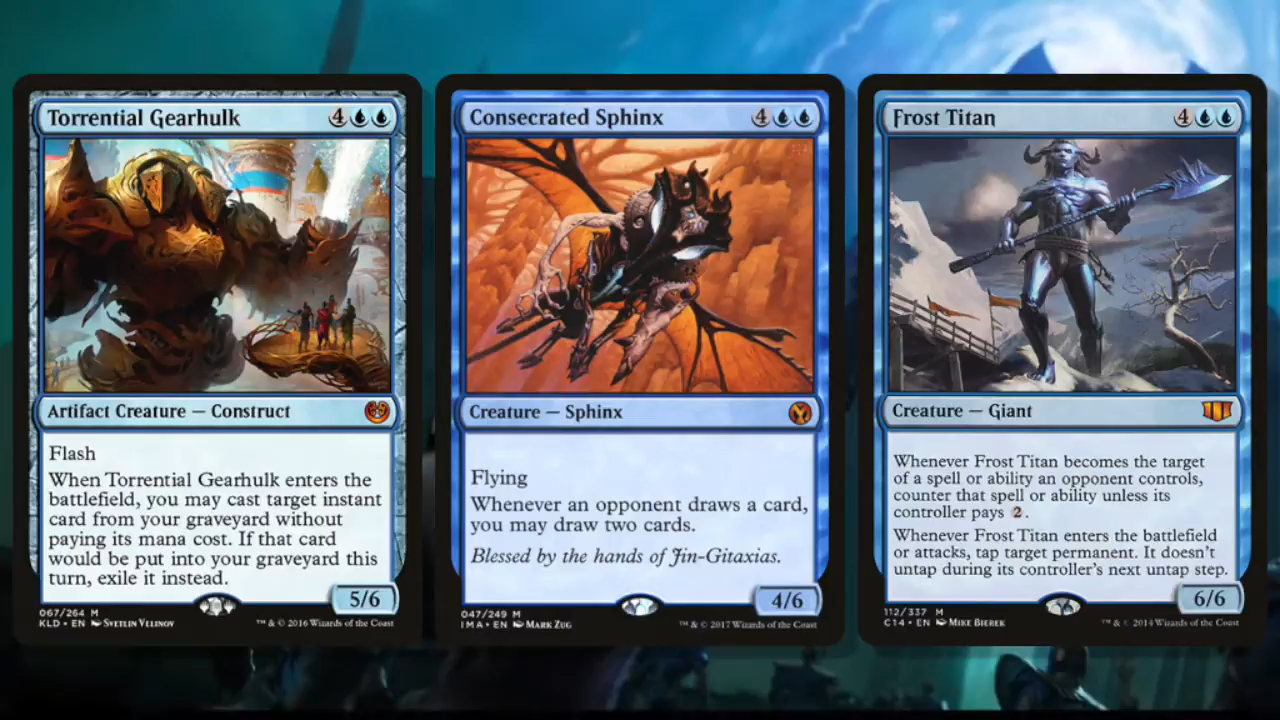 Torrential Gearhulk 4
Artifact Creature — Construct
Flash
When Torrential Gearhulk enters the
battlefield, you may cast target instant
card from your graveyard without
paying its mana cost. If that card
would be put into your graveyard this
turn, exile it instead.
5/6
067/264 M
KLD • EN Svetlin Velinov
™ & © 2016 Wizards of the Coast
Consecrated Sphinx 4
Creature — Sphinx
Flying
Whenever an opponent draws a card,
you may draw two cards.
Blessed by the hands of Jin-Gitaxias.
4/6
047/249 M
IMA • EN Mark Zug
™ & © 2017 Wizards of the Coast
Frost Titan 4
Creature — Giant
Whenever Frost Titan becomes the target
of a spell or ability an opponent controls,
counter that spell or ability unless its
controller pays 2.
Whenever Frost Titan enters the battlefield
or attacks, tap target permanent. It doesn't
untap during its controller's next untap step.
6/6
112/337 M
C14 • EN Mike Bierek
™ & © 2014 Wizards of the Coast